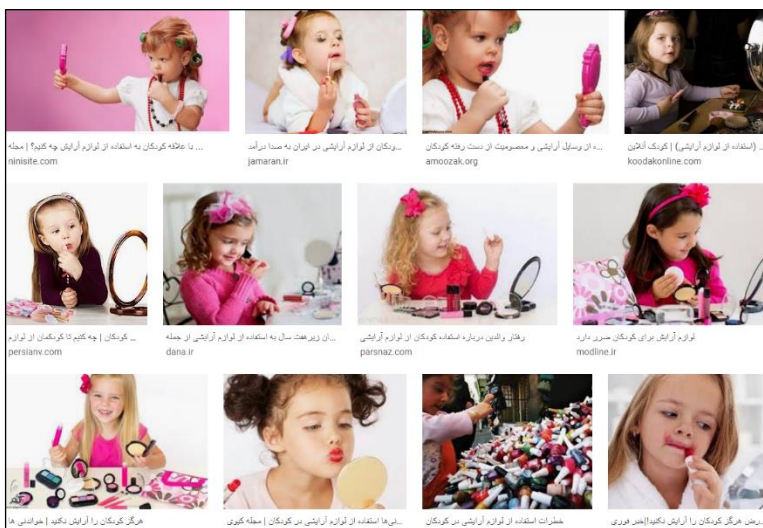 ... با علاقه کودکان به استفاده از لوازم آرایش چه کنیم؟ | مجله
ninisite.com
...ودکان از لوازم آرایشی در ایران به صدا درآمد
jamaran.ir
...ه از وسایل آرایشی و معصومیت از دست رفته کودکان
amoozak.org
... (استفاده از لوازم آرایشی) | کودک آنلاین
koodakonline.com
... کودکان | چه کنیم تا کودکمان از لوازم
persianv.com
...ان زیرهفت سال به استفاده از لوازم آرایشی از جمله
dana.ir
رفتار والدین درباره استفاده کودکان از لوازم آرایشی
parsnaz.com
لوازم آرایش برای کودکان ضرر دارد
modline.ir
هرگز کودکان را آرایش نکنید | خواندنی ها
...نی‌ها استفاده از لوازم آرایشی در کودکان | مجله کیوی
خطرات استفاده از لوازم آرایشی در کودکان
...رض هرگز کودکان را آرایش نکنید!|خبر فوری